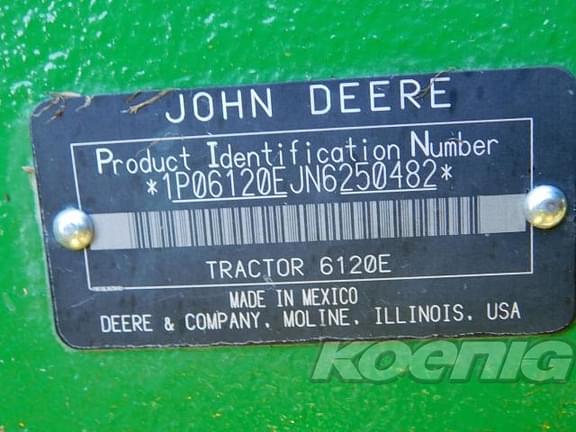 JOHN DEERE
Product Identification Number
*1P06120EJN6250482*
TRACTOR 6120E
MADE IN MEXICO
DEERE & COMPANY. MOLINE. ILLINOIS. USA
KOENIG